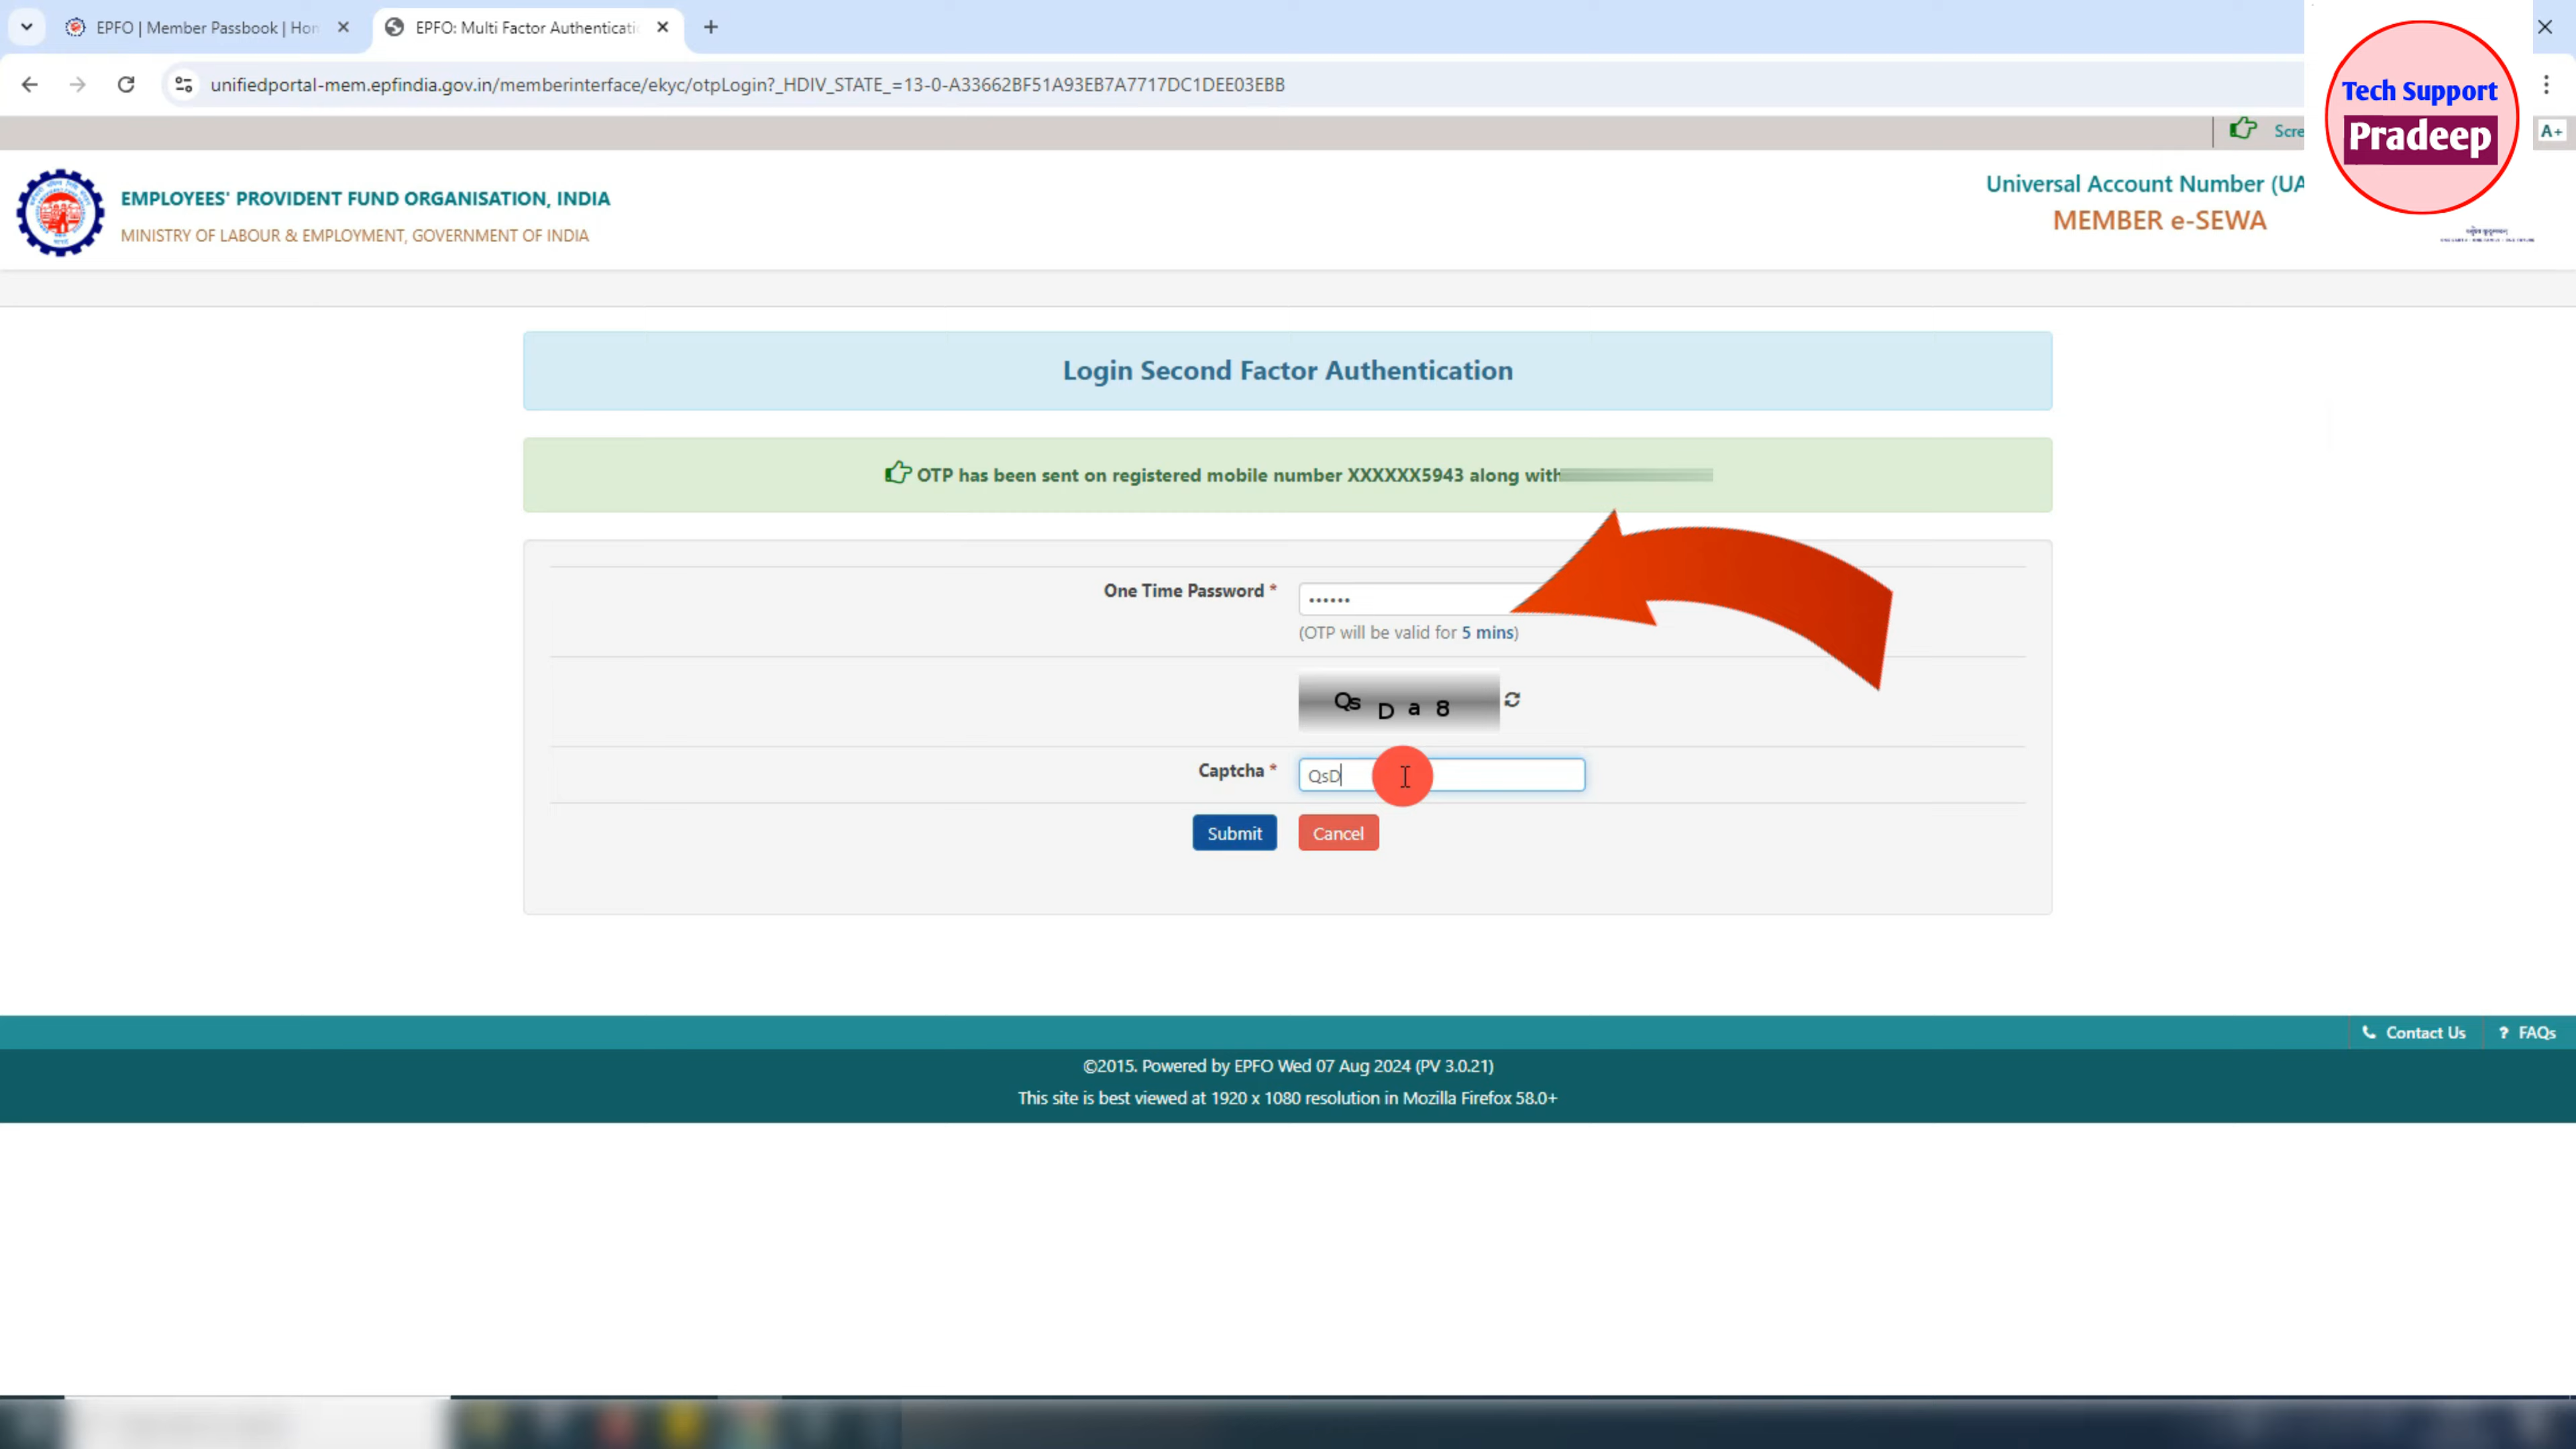 EPFO | Member Passbook | Hon
EPFO: Multi Factor Authenticati
unifiedportal-mem.epfindia.gov.in/memberinterface/ekyc/otpLogin?_HDIV_STATE_=13-0-A33662BF51A93EB7A7717DC1DEE03EBB
Tech Support
Pradeep
Scre
A+
EMPLOYEES' PROVIDENT FUND ORGANISATION, INDIA
MINISTRY OF LABOUR & EMPLOYMENT, GOVERNMENT OF INDIA
Universal Account Number (UA
MEMBER e-SEWA
Login Second Factor Authentication
OTP has been sent on registered mobile number XXXXXX5943 along with
One Time Password *
(OTP will be valid for 5 mins)
Qs D a 8
Captcha *
QsD
Submit
Cancel
Contact Us
? FAQs
©2015. Powered by EPFO Wed 07 Aug 2024 (PV 3.0.21)
This site is best viewed at 1920 x 1080 resolution in Mozilla Firefox 58.0+